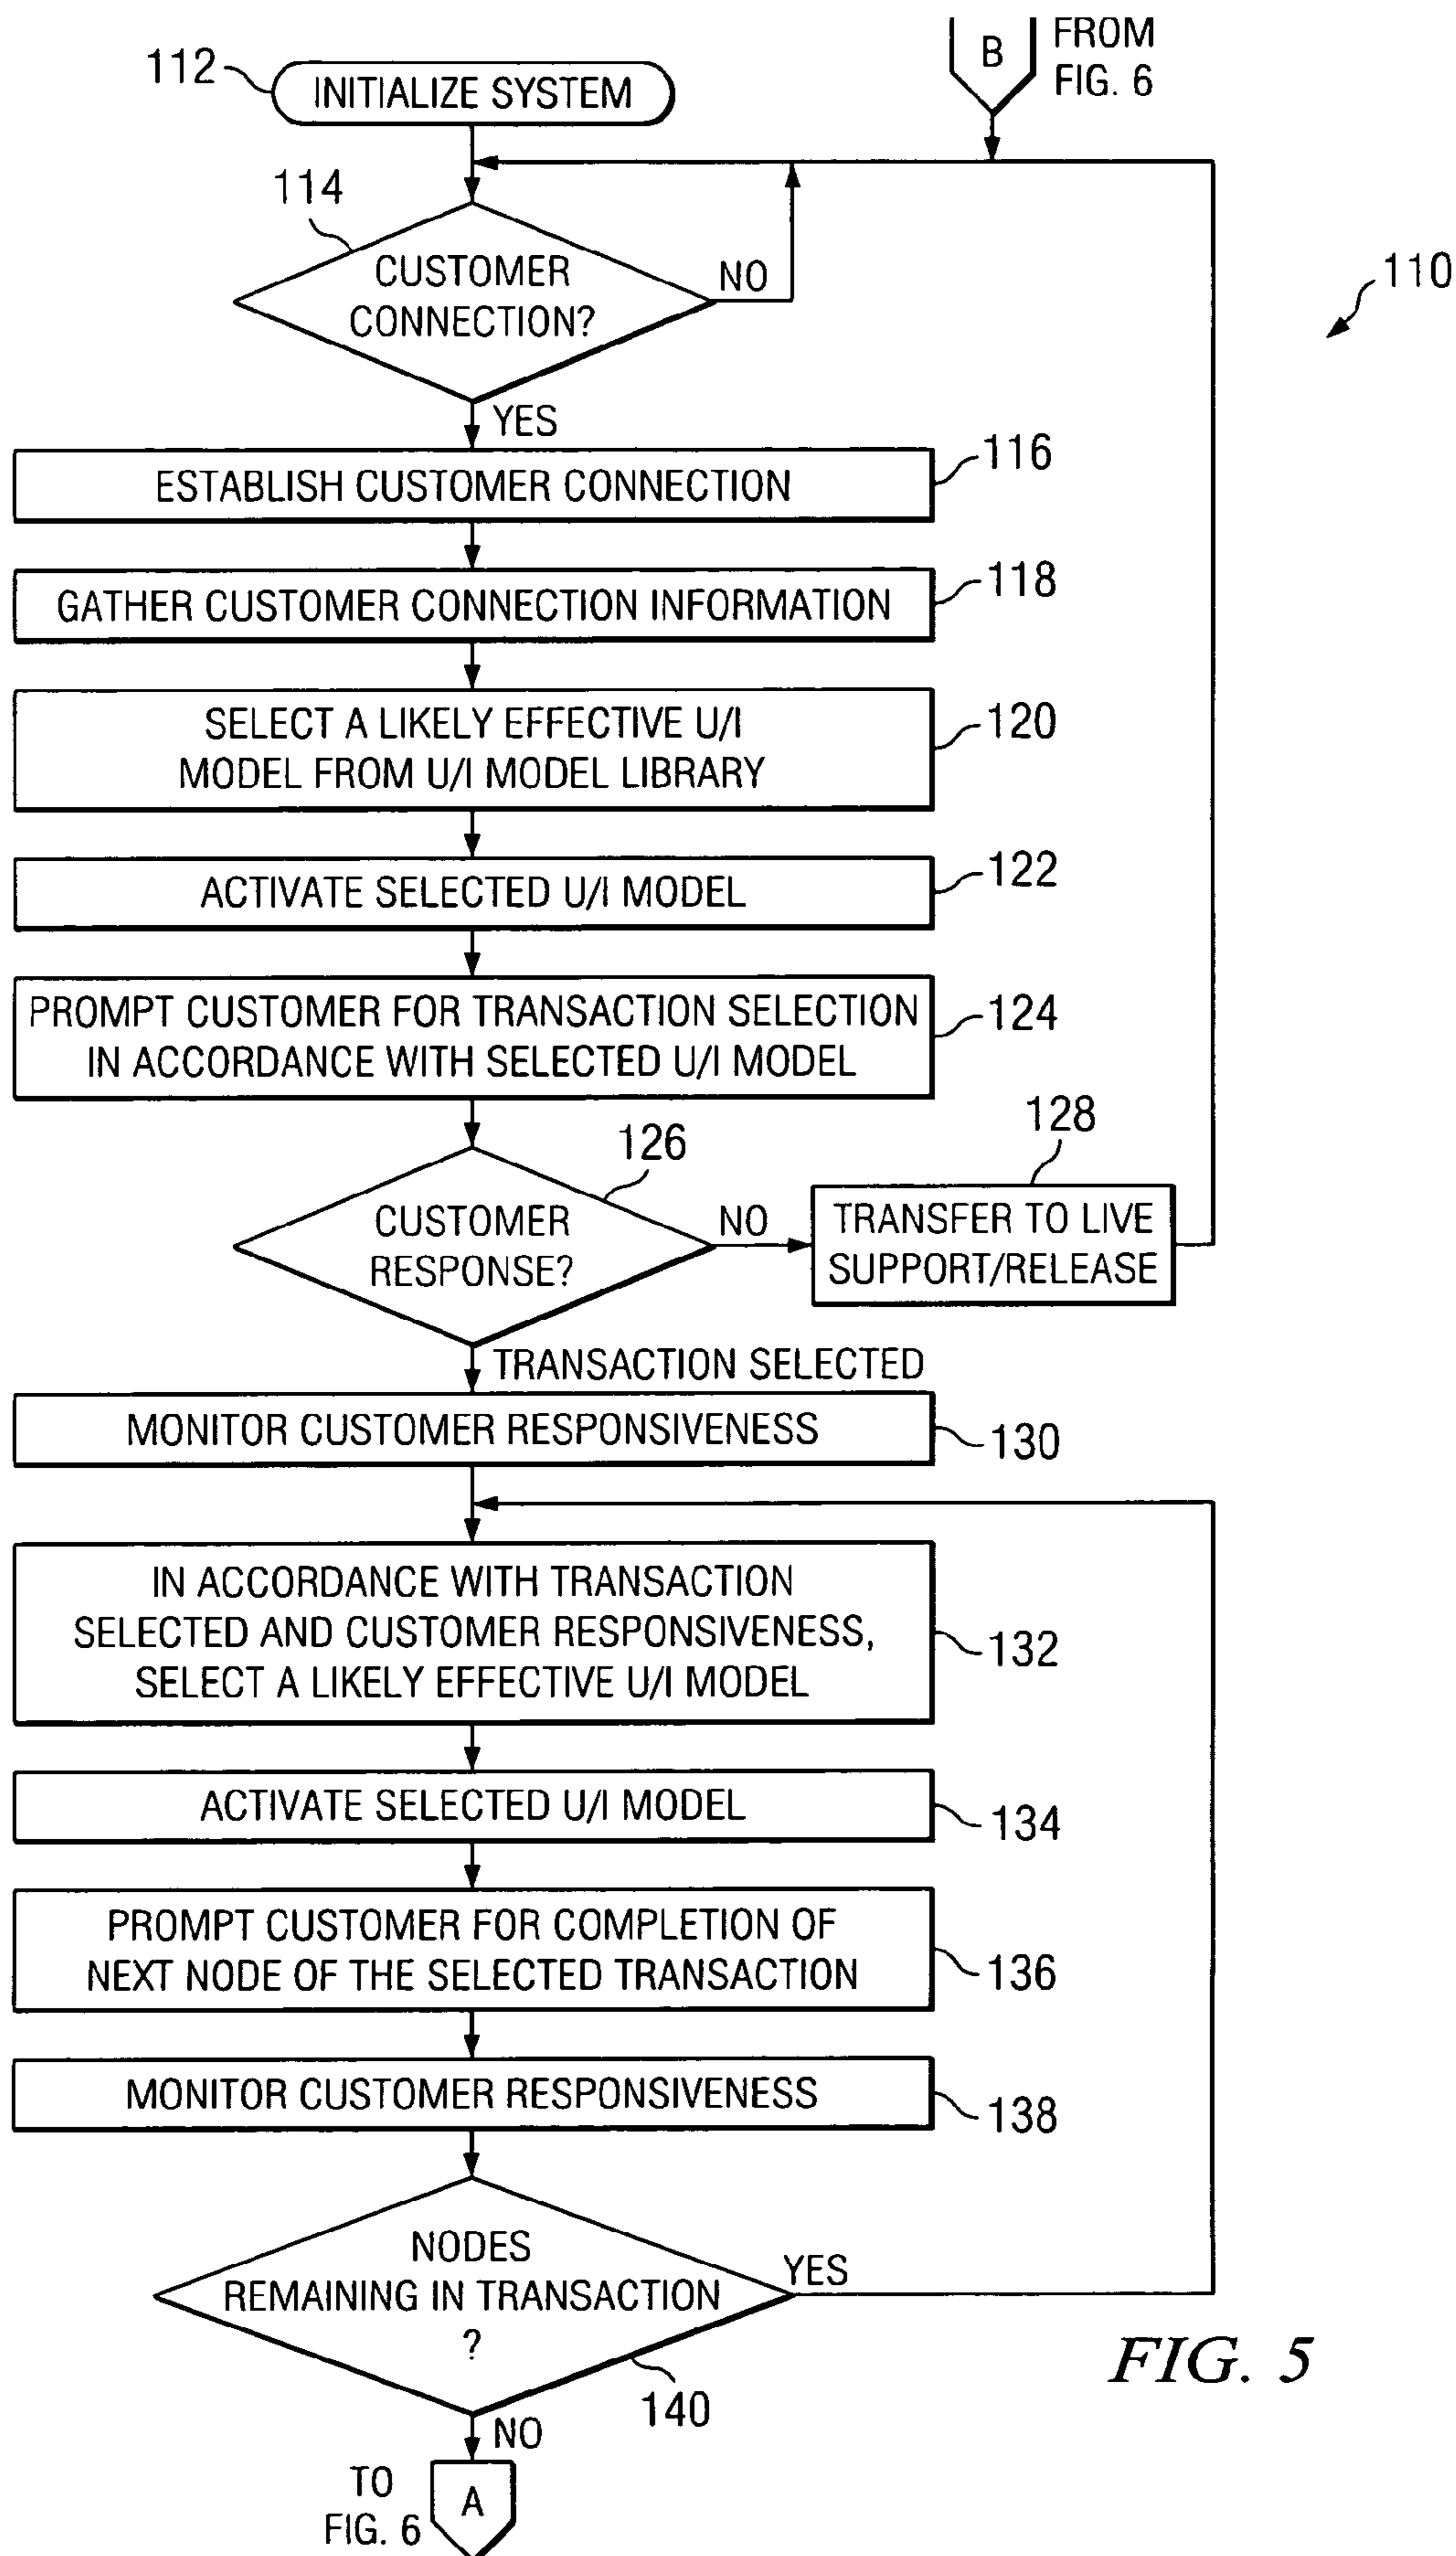 112
INITIALIZE SYSTEM
B
FROM
FIG. 6
114
CUSTOMER
CONNECTION?
NO
110
YES
ESTABLISH CUSTOMER CONNECTION
116
GATHER CUSTOMER CONNECTION INFORMATION
118
SELECT A LIKELY EFFECTIVE U/I
MODEL FROM U/I MODEL LIBRARY
120
ACTIVATE SELECTED U/I MODEL
122
PROMPT CUSTOMER FOR TRANSACTION SELECTION
IN ACCORDANCE WITH SELECTED U/I MODEL
124
126
CUSTOMER
RESPONSE?
NO
128
TRANSFER TO LIVE
SUPPORT/RELEASE
TRANSACTION SELECTED
MONITOR CUSTOMER RESPONSIVENESS
130
IN ACCORDANCE WITH TRANSACTION
SELECTED AND CUSTOMER RESPONSIVENESS,
SELECT A LIKELY EFFECTIVE U/I MODEL
132
ACTIVATE SELECTED U/I MODEL
134
PROMPT CUSTOMER FOR COMPLETION OF
NEXT NODE OF THE SELECTED TRANSACTION
136
MONITOR CUSTOMER RESPONSIVENESS
138
NODES
REMAINING IN TRANSACTION
?
YES
140
NO
TO
FIG. 6
A
FIG. 5